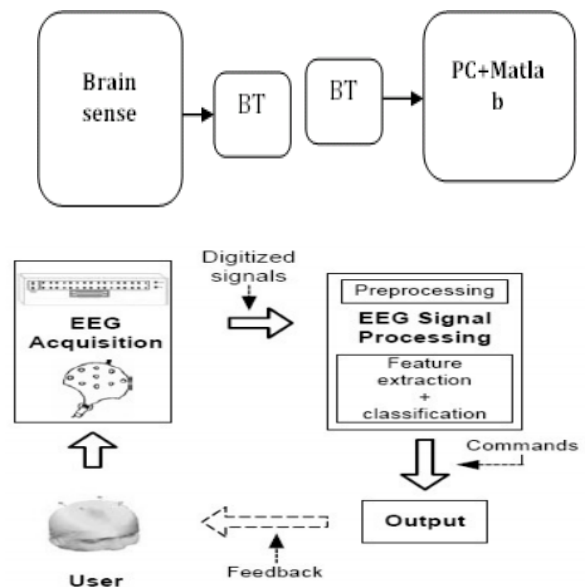 Brain
sense
BT
BT
PC+Matla
b
Digitized
signals
EEG
Acquisition
Preprocessing
EEG Signal
Processing
Feature
extraction
+
classification
Commands
Output
Feedback
User